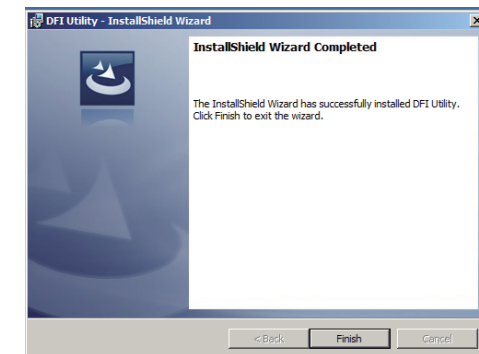 DFI Utility - InstallShield Wizard
InstallShield Wizard Completed
The InstallShield Wizard has successfully installed DFI Utility.
Click Finish to exit the wizard.
< Back
Finish
Cancel